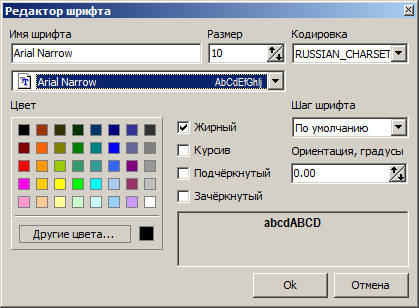 Редактор шрифта
Имя шрифта Размер Кодировка
Arial Narrow 10 RUSSIAN_CHARSET
Arial Narrow AbCdEfGhIj
Цвет Шаг шрифта
Жирный По умолчанию
Курсив Ориентация, градусы
Подчёркнутый 0.00
Зачёркнутый
abcdABCD
Другие цвета...
Ok Отмена